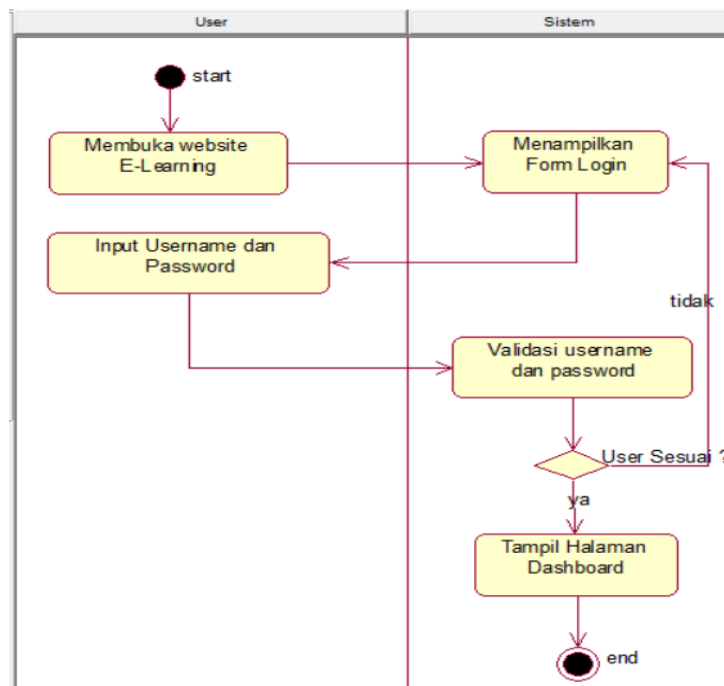 User
Sistem
start
Membuka website
E-Learning
Menampilkan
Form Login
Input Username dan
Password
tidak
Validasi username
dan password
User Sesuai ?
ya
Tampil Halaman
Dashboard
end